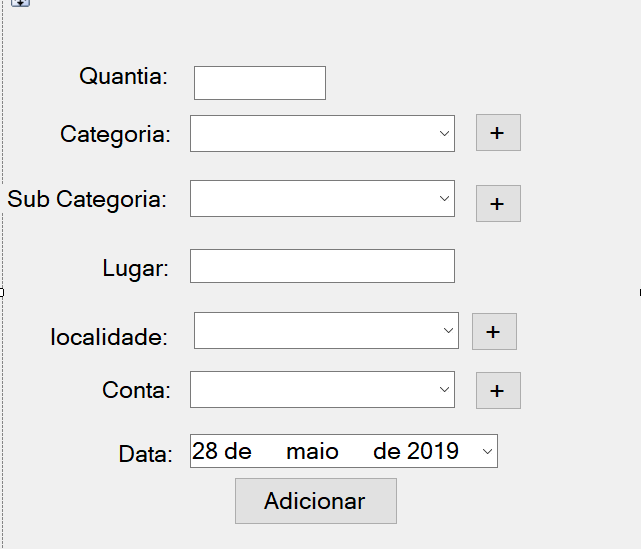 Quantia:
Categoria: +
Sub Categoria: +
Lugar:
localidade: +
Conta: +
Data: 28 de maio de 2019
Adicionar